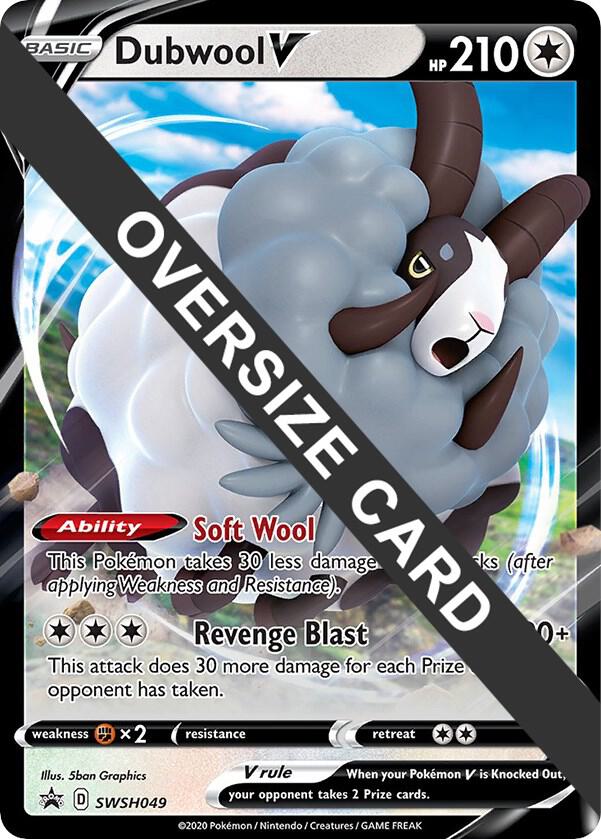 BASIC Dubwool V HP 210
OVERSIZE CARD
Ability Soft Wool
This Pokémon takes 30 less damage ks (after
applying Weakness and Resistance).
Revenge Blast 0+
This attack does 30 more damage for each Prize
opponent has taken.
weakness ×2 resistance retreat
Illus. 5ban Graphics
V rule When your Pokémon V is Knocked Out,
your opponent takes 2 Prize cards.
D SWSH049
©2020 Pokémon / Nintendo / Creatures / GAME FREAK